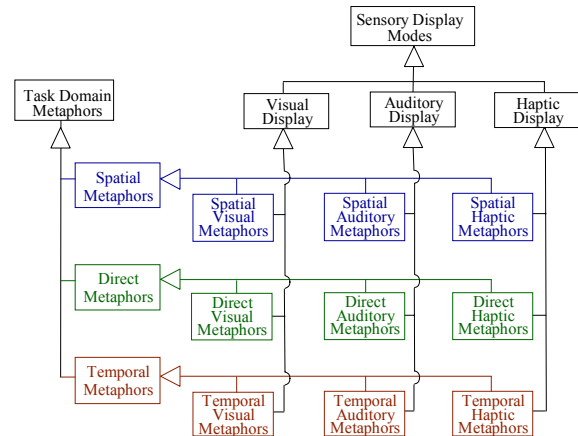 Sensory Display
Modes
Task Domain
Metaphors
Visual
Display
Auditory
Display
Haptic
Display
Spatial
Metaphors
Spatial
Visual
Metaphors
Spatial
Auditory
Metaphors
Spatial
Haptic
Metaphors
Direct
Metaphors
Direct
Visual
Metaphors
Direct
Auditory
Metaphors
Direct
Haptic
Metaphors
Temporal
Metaphors
Temporal
Visual
Metaphors
Temporal
Auditory
Metaphors
Temporal
Haptic
Metaphors